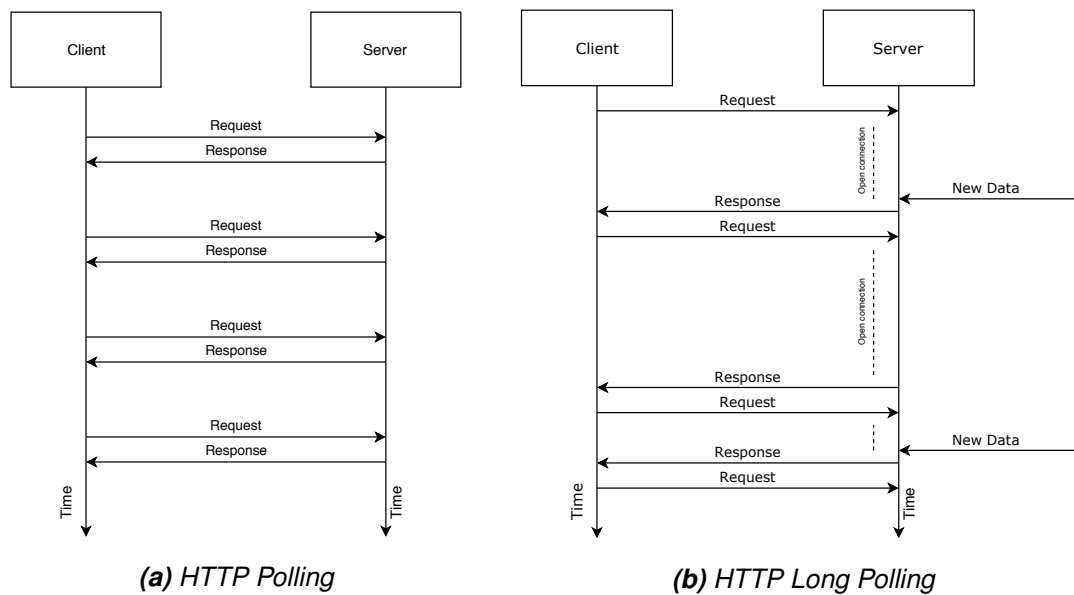 Client
Server
Request
Response
Request
Response
Request
Response
Request
Response
Time
Time
(a) HTTP Polling
Client
Server
Request
Open connection
New Data
Response
Request
Open connection
Response
Request
New Data
Response
Request
Time
Time
(b) HTTP Long Polling